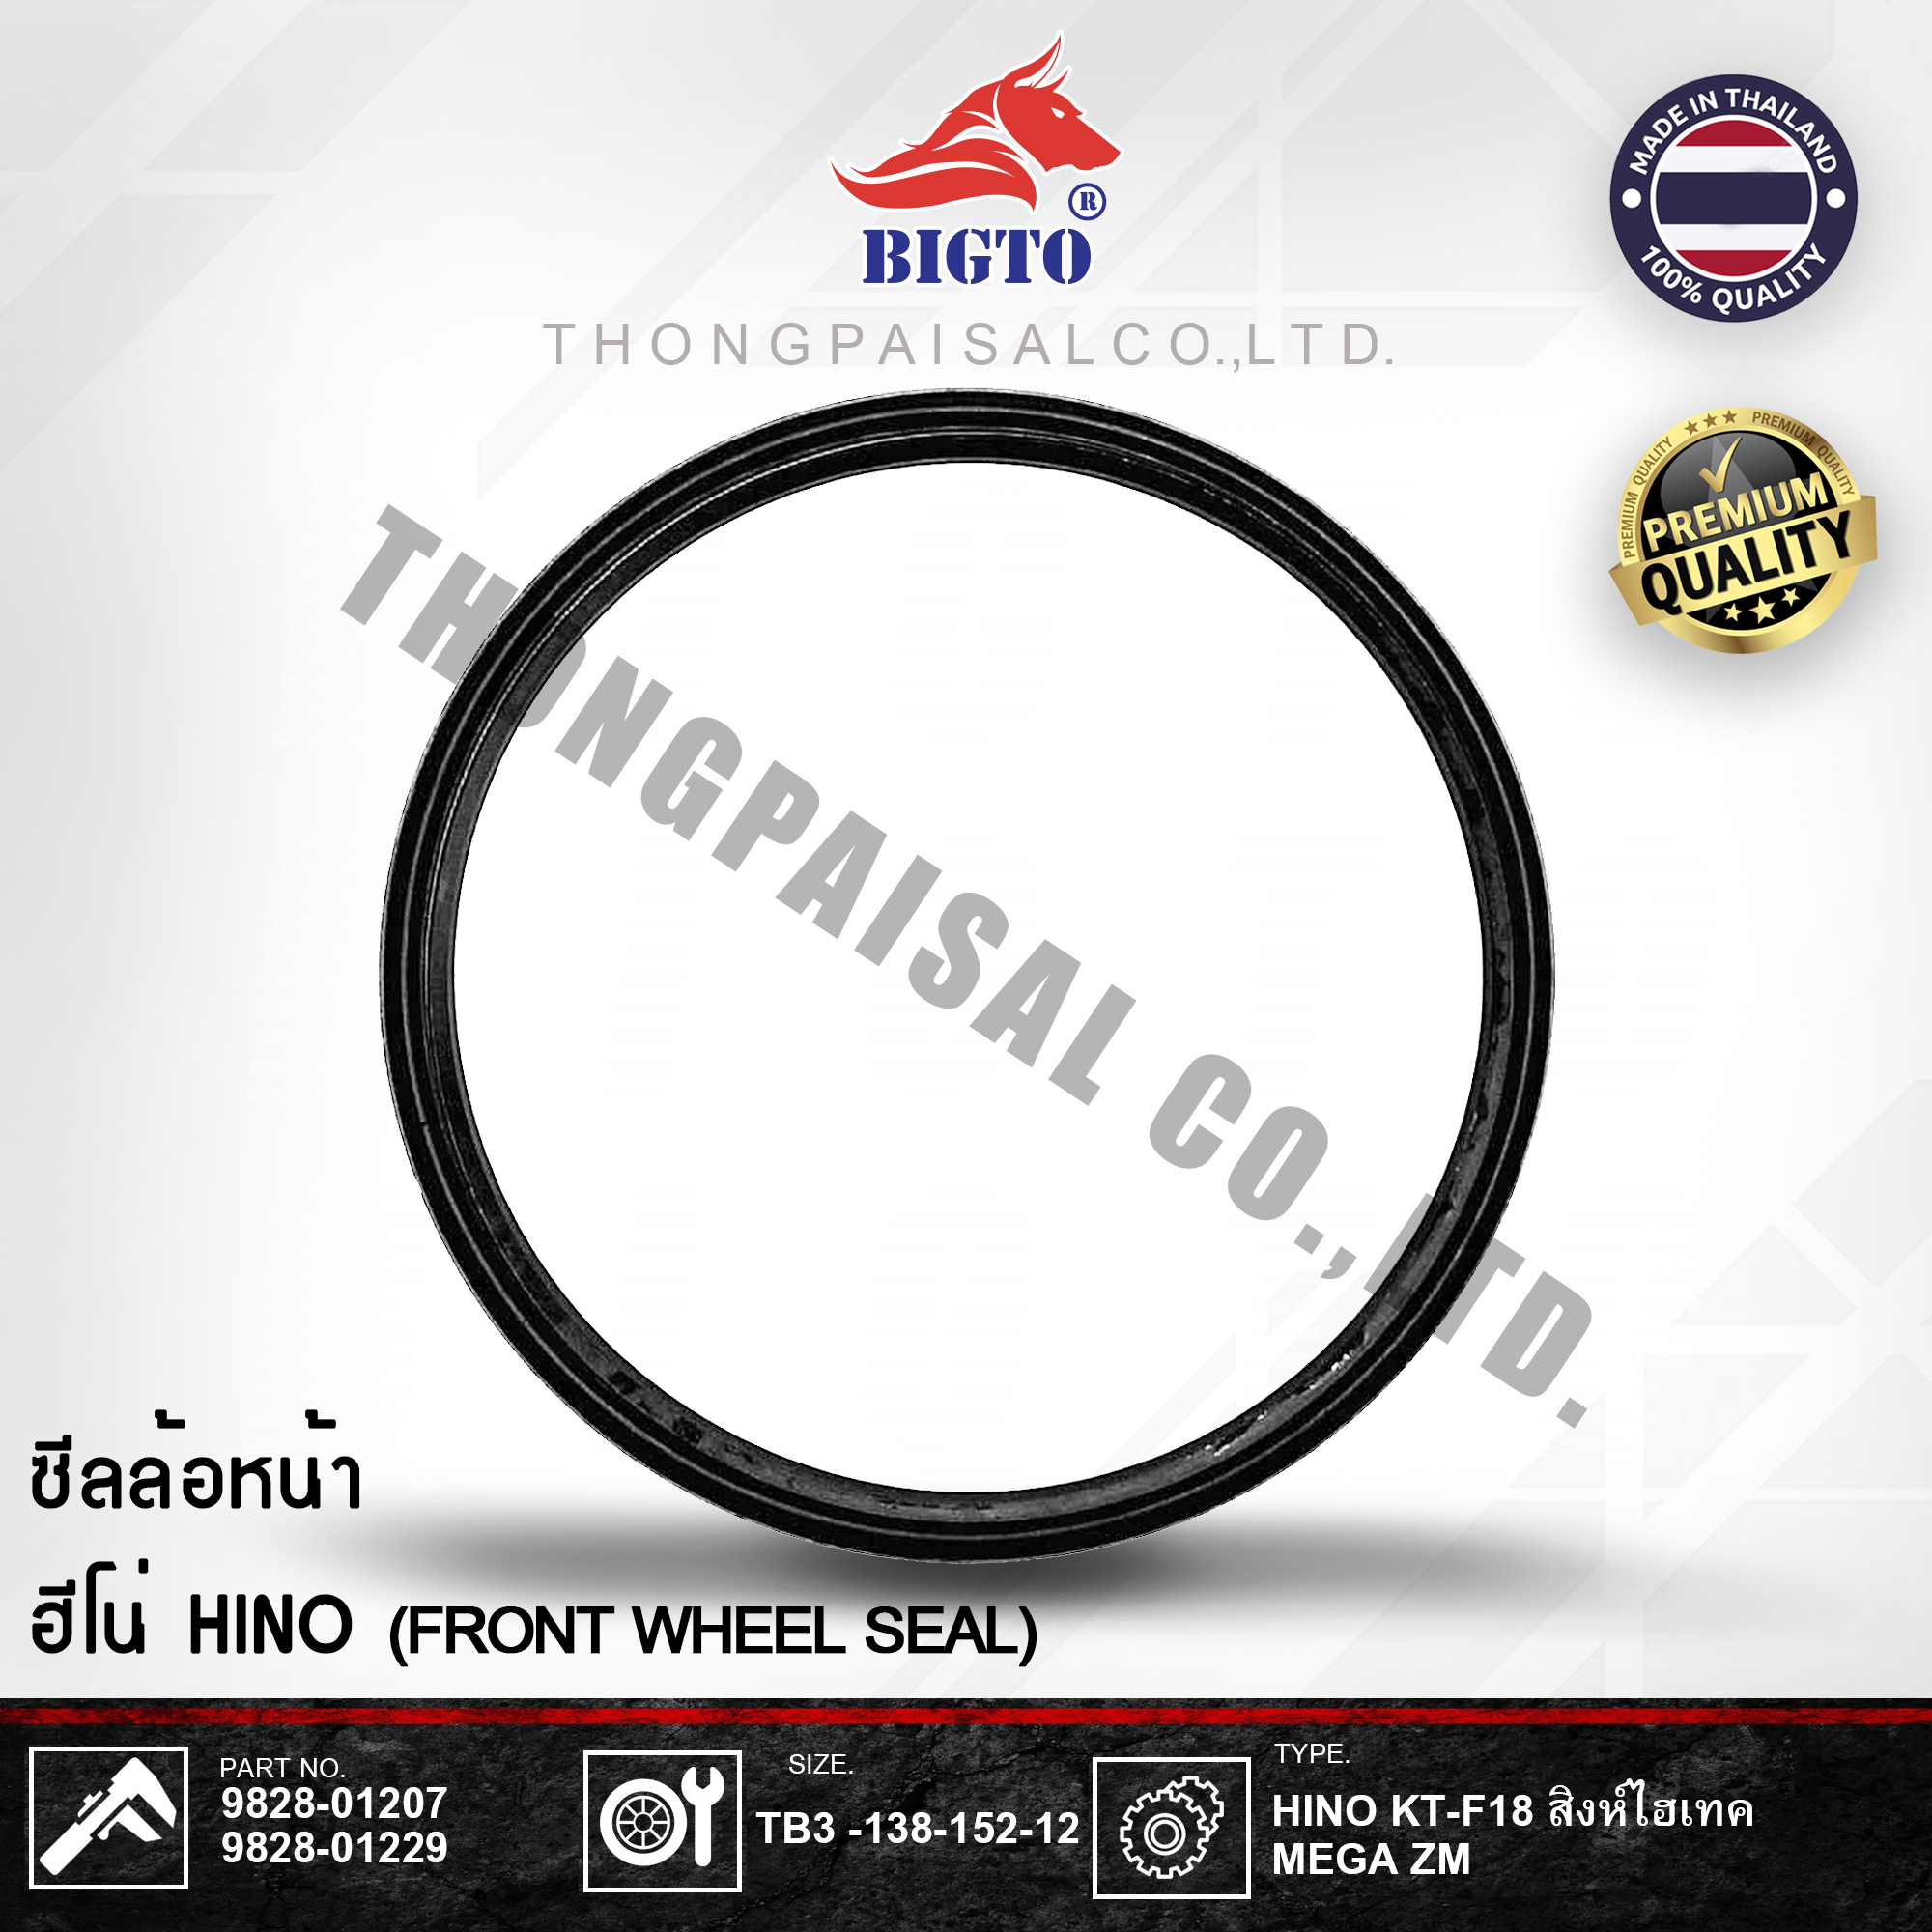 ®
BIGTO
THONGPAISALCO.,LTD.
MADE IN THAILAND
100% QUALITY
PREMIUM QUALITY ★★★ PREMIUM QUALITY
PREMIUM QUALITY
PREMIUM
QUALITY
THONGPAISAL CO.,LTD.
ซีลล้อหน้า
ฮีโน่ HINO (FRONT WHEEL SEAL)
PART NO.
9828-01207
9828-01229
SIZE.
TB3 -138-152-12
TYPE.
HINO KT-F18 สิงห์ไฮเทค
MEGA ZM